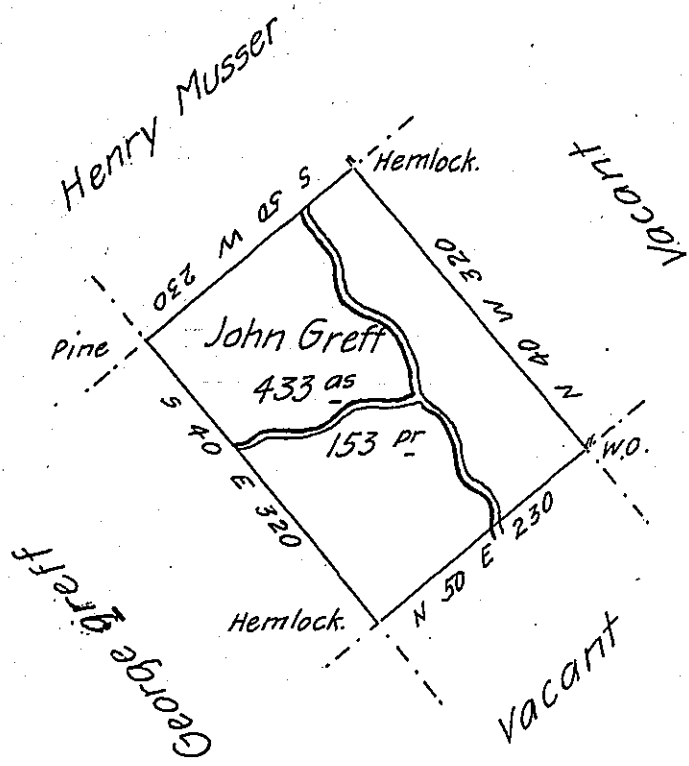 Henry Musser
Vacant
Hemlock.
S 50 W 230
N 40 W 320
Pine
John Greff
433 as
153 pr
S 40 E 320
W.O.
N 50 E 230
Hemlock.
George greff
Vacant